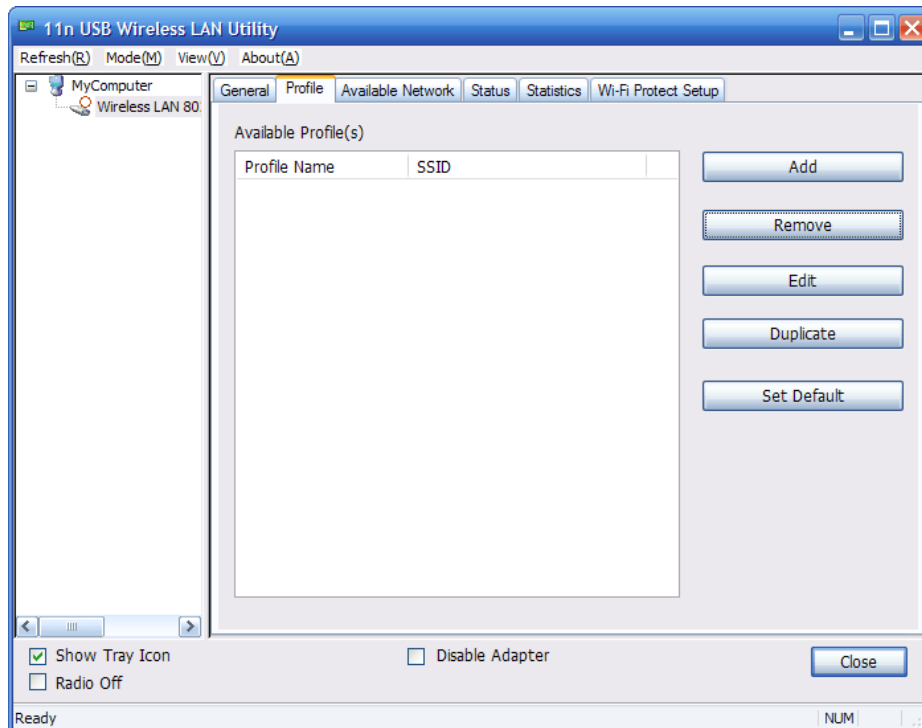 11n USB Wireless LAN Utility
Refresh(R) Mode(M) View(V) About(A)
MyComputer
Wireless LAN 80
General Profile Available Network Status Statistics Wi-Fi Protect Setup
Available Profile(s)
Profile Name SSID
Add
Remove
Edit
Duplicate
Set Default
Show Tray Icon
Disable Adapter
Radio Off
Close
Ready
NUM